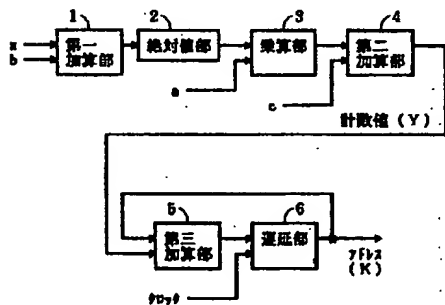 1
2
3
4
x
b
第一
加算部
絶対値部
乗算部
第二
加算部
a
c
計数値(Y)
5
6
第三
加算部
遅延部
アドレス
(K)
クロック